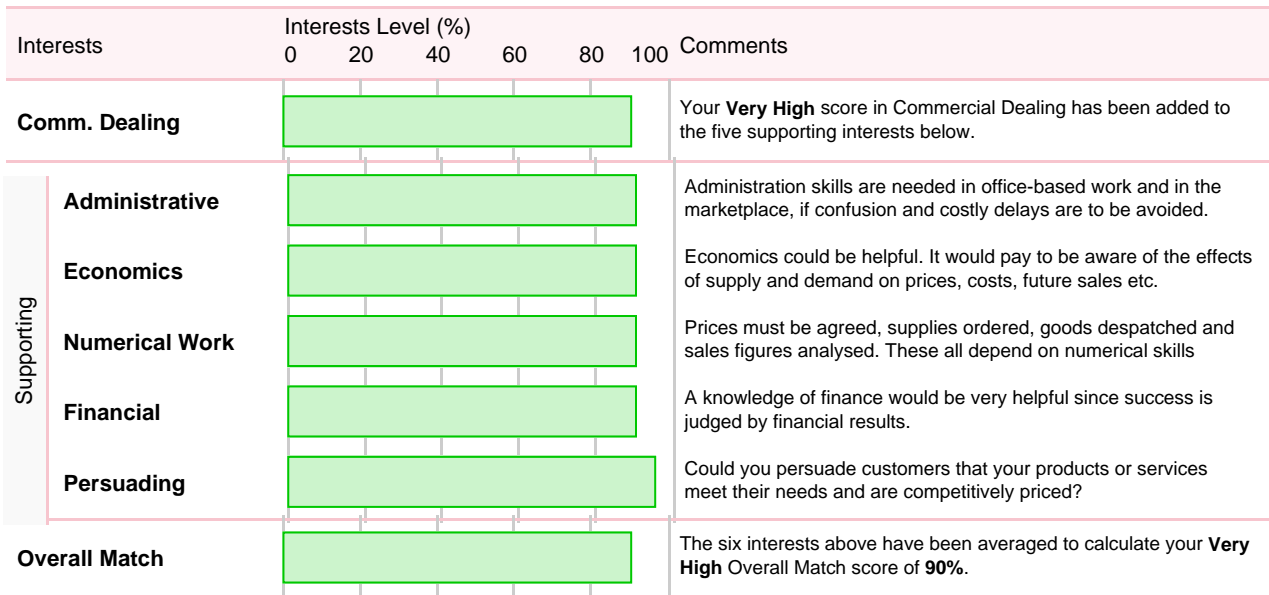 Interests
Interests Level (%)
0 20 40 60 80 100
Comments
Comm. Dealing
Your Very High score in Commercial Dealing has been added to
the five supporting interests below.
Supporting
Administrative
Administration skills are needed in office-based work and in the
marketplace, if confusion and costly delays are to be avoided.
Economics
Economics could be helpful. It would pay to be aware of the effects
of supply and demand on prices, costs, future sales etc.
Numerical Work
Prices must be agreed, supplies ordered, goods despatched and
sales figures analysed. These all depend on numerical skills
Financial
A knowledge of finance would be very helpful since success is
judged by financial results.
Persuading
Could you persuade customers that your products or services
meet their needs and are competitively priced?
Overall Match
The six interests above have been averaged to calculate your Very
High Overall Match score of 90%.